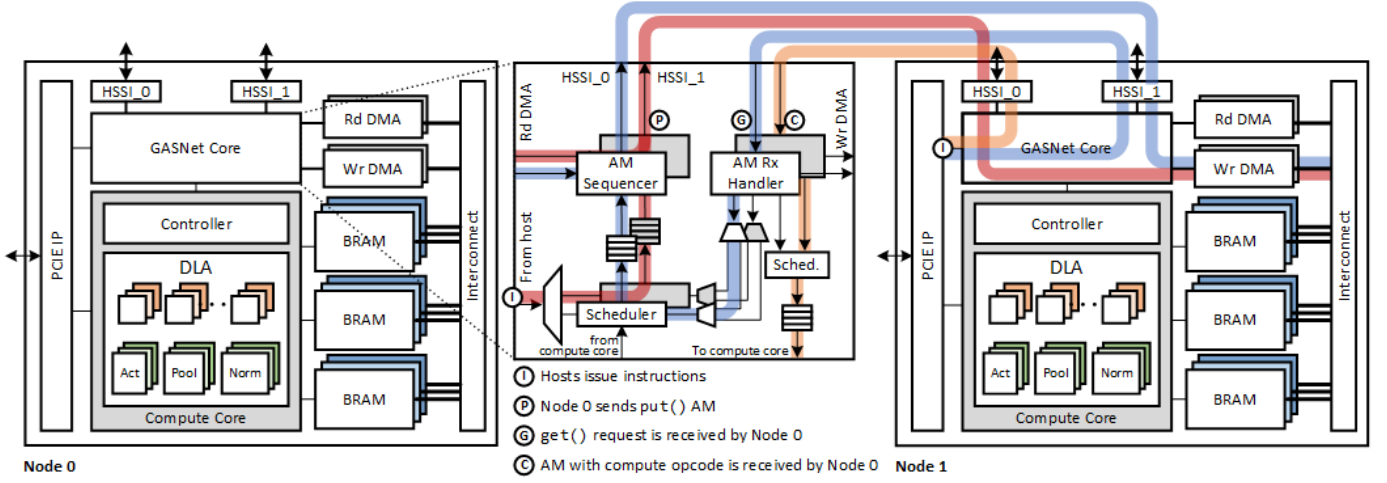 HSSI_0
HSSI_1
GASNet Core
Rd DMA
Wr DMA
PCIE IP
Interconnect
Controller
DLA
Act
Pool
Norm
Compute Core
BRAM
BRAM
BRAM
Node 0
HSSI_0
HSSI_1
Rd DMA
Wr DMA
P
G
C
AM
Sequencer
AM Rx
Handler
From host
I
Sched.
Scheduler
from
compute core
To compute core
I Hosts issue instructions
P Node 0 sends put() AM
G get() request is received by Node 0
C AM with compute opcode is received by Node 0
HSSI_0
HSSI_1
I
GASNet Core
Rd DMA
Wr DMA
PCIE IP
Interconnect
Controller
DLA
Act
Pool
Norm
Compute Core
BRAM
BRAM
BRAM
Node 1